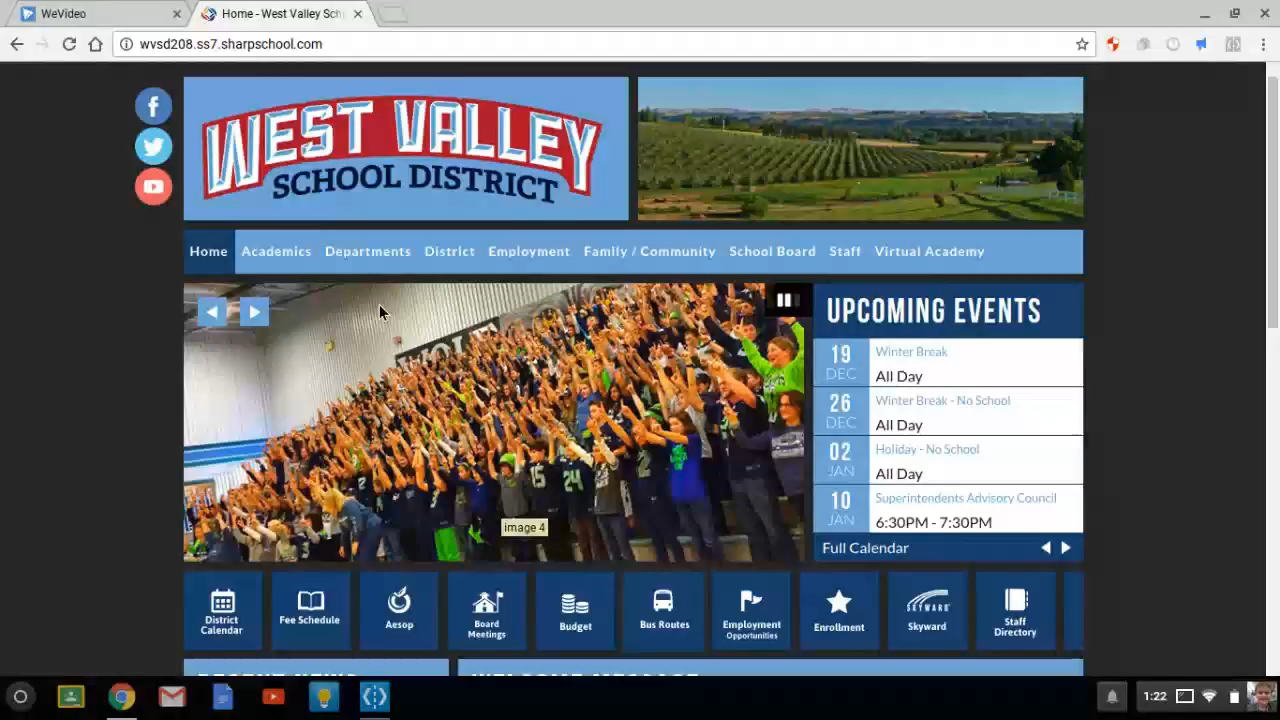 WeVideo
Home - West Valley Sch
wvsd208.ss7.sharpschool.com
WEST VALLEY
SCHOOL DISTRICT
Home Academics Departments District Employment Family / Community School Board Staff Virtual Academy
image 4
UPCOMING EVENTS
19 DEC
Winter Break
All Day
26 DEC
Winter Break - No School
All Day
02 JAN
Holiday - No School
All Day
10 JAN
Superintendents Advisory Council
6:30PM - 7:30PM
Full Calendar
District Calendar
Fee Schedule
Aesop
Board Meetings
Budget
Bus Routes
Employment Opportunities
Enrollment
SKYWARD
Skyward
Staff Directory
1:22